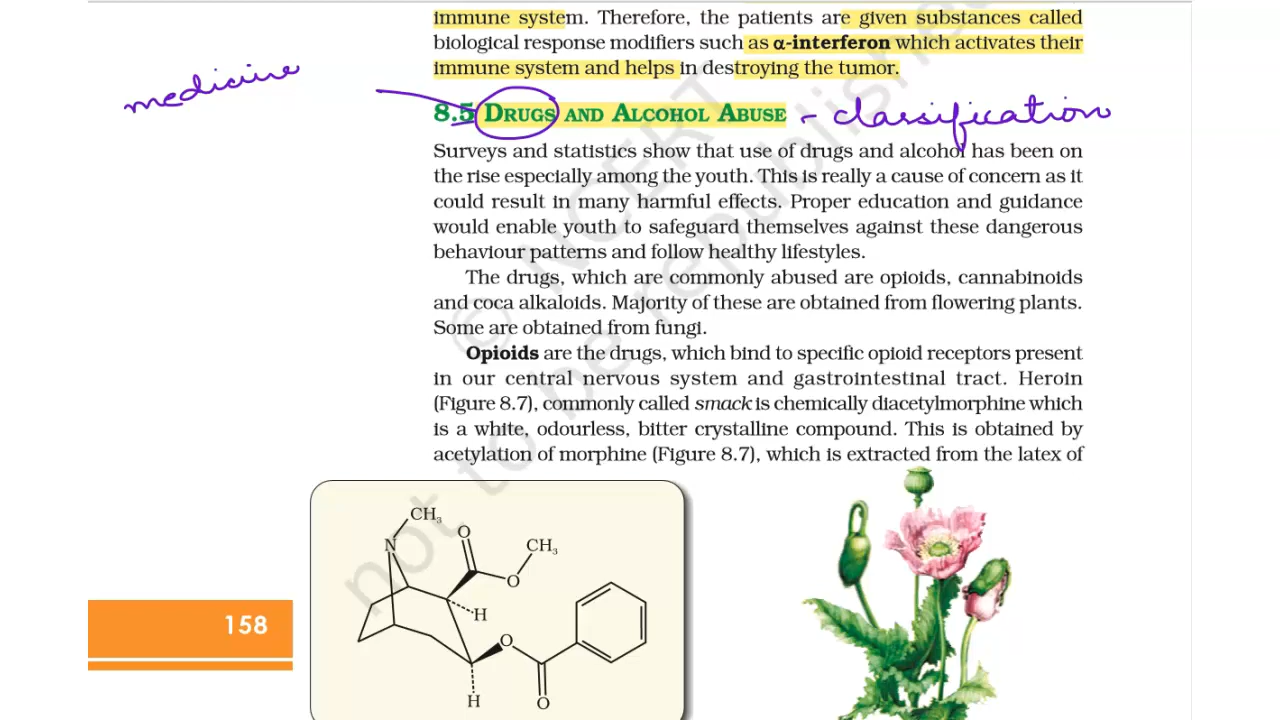 immune system. Therefore, the patients are given substances called
biological response modifiers such as α-interferon which activates their
immune system and helps in destroying the tumor.
medicine
8.5 DRUGS AND ALCOHOL ABUSE - classification
Surveys and statistics show that use of drugs and alcohol has been on
the rise especially among the youth. This is really a cause of concern as it
could result in many harmful effects. Proper education and guidance
would enable youth to safeguard themselves against these dangerous
behaviour patterns and follow healthy lifestyles.
The drugs, which are commonly abused are opioids, cannabinoids
and coca alkaloids. Majority of these are obtained from flowering plants.
Some are obtained from fungi.
Opioids are the drugs, which bind to specific opioid receptors present
in our central nervous system and gastrointestinal tract. Heroin
(Figure 8.7), commonly called smack is chemically diacetylmorphine which
is a white, odourless, bitter crystalline compound. This is obtained by
acetylation of morphine (Figure 8.7), which is extracted from the latex of
© NCERT
not to be republished
CH₃
N
O
CH₃
O
H
O
H
O
158